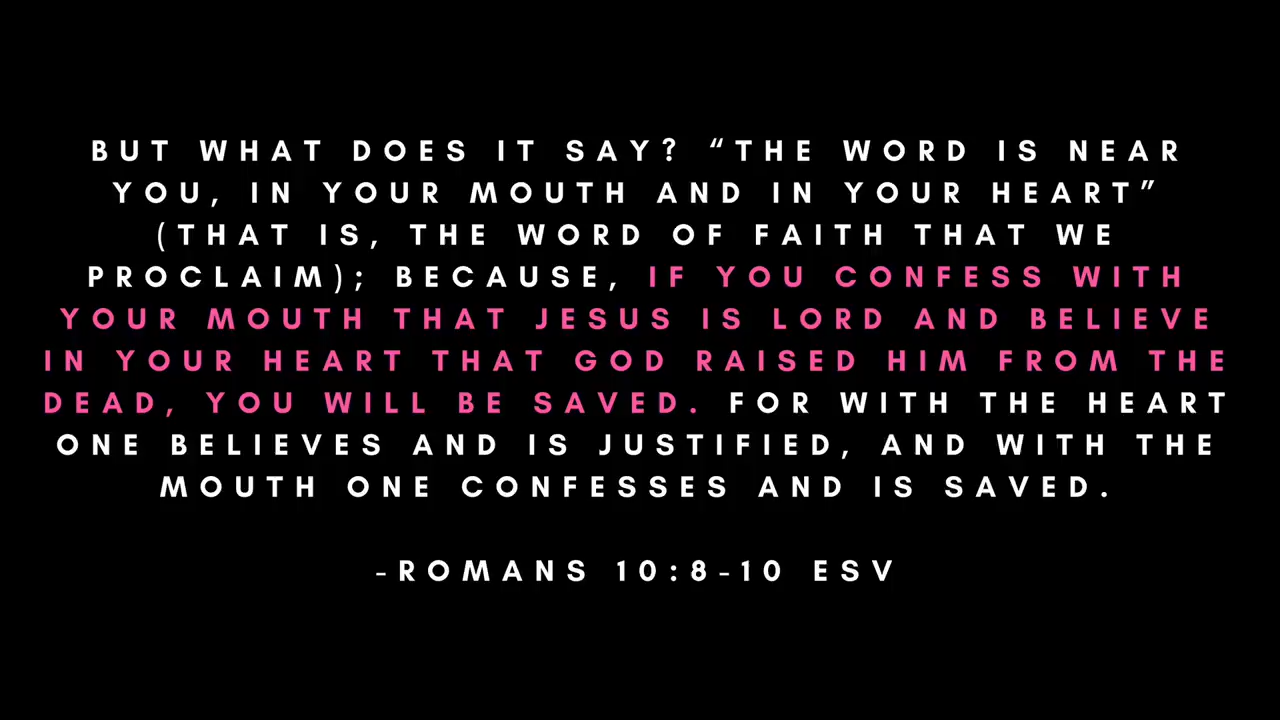 BUT WHAT DOES IT SAY? “THE WORD IS NEAR
YOU, IN YOUR MOUTH AND IN YOUR HEART”
(THAT IS, THE WORD OF FAITH THAT WE
PROCLAIM); BECAUSE, IF YOU CONFESS WITH
YOUR MOUTH THAT JESUS IS LORD AND BELIEVE
IN YOUR HEART THAT GOD RAISED HIM FROM THE
DEAD, YOU WILL BE SAVED. FOR WITH THE HEART
ONE BELIEVES AND IS JUSTIFIED, AND WITH THE
MOUTH ONE CONFESSES AND IS SAVED.
-ROMANS 10:8-10 ESV